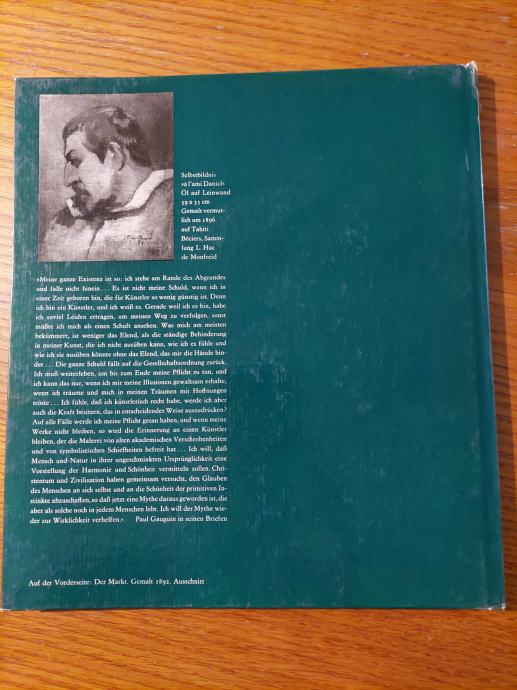 Selbstbildnis
»à l'ami Daniel«
Öl auf Leinwand
39 x 35 cm
Gemalt vermut-
lich um 1896
auf Tahiti
Béziers, Samm-
lung L. Huc
de Monfreid
»Meine ganze Existenz ist so: ich stehe am Rande des Abgrundes
und falle nicht hinein... Es ist nicht meine Schuld, wenn ich in
einer Zeit geboren bin, die für Künstler so wenig günstig ist. Denn
ich bin ein Künstler, und ich weiß es. Gerade weil ich es bin, habe
ich soviel Leiden ertragen, um meinen Weg zu verfolgen, sonst
müßte ich mich als einen Schuft ansehen. Was mich am meisten
bekümmert, ist weniger das Elend, als die ständige Behinderung
in meiner Kunst, die ich nicht ausüben kann, wie ich es fühle und
wie ich sie ausüben könnte ohne das Elend, das mir die Hände bin-
det... Die ganze Schuld fällt auf die Gesellschaftsordnung zurück.
Ich muß weiterleben, um bis zum Ende meine Pflicht zu tun, und
ich kann das nur, wenn ich mir meine Illusionen gewaltsam erhalte,
wenn ich träume und mich in meinen Träumen mit Hoffnungen
tröste... Ich fühle, daß ich künstlerisch recht habe, werde ich aber
auch die Kraft besitzen, das in entscheidender Weise auszudrücken?
Auf alle Fälle werde ich meine Pflicht getan haben, und wenn meine
Werke nicht bleiben, so wird die Erinnerung an einen Künstler
bleiben, der die Malerei von alten akademischen Verschrobenheiten
und von symbolistischen Schiefheiten befreit hat... Ich will, daß
Mensch und Natur in ihrer ungeschminkten Ursprünglichkeit eine
Vorstellung der Harmonie und Schönheit vermitteln sollen. Chri-
stentum und Zivilisation haben gemeinsam versucht, den Glauben
des Menschen an sich selbst und an die Schönheit der primitiven In-
stinkte abzuschaffen, so daß jetzt eine Mythe daraus geworden ist, die
aber als solche noch in jedem Menschen lebt. Ich will der Mythe wie-
der zur Wirklichkeit verhelfen.« Paul Gauguin in seinen Briefen
Auf der Vorderseite: Der Markt. Gemalt 1892. Ausschnitt